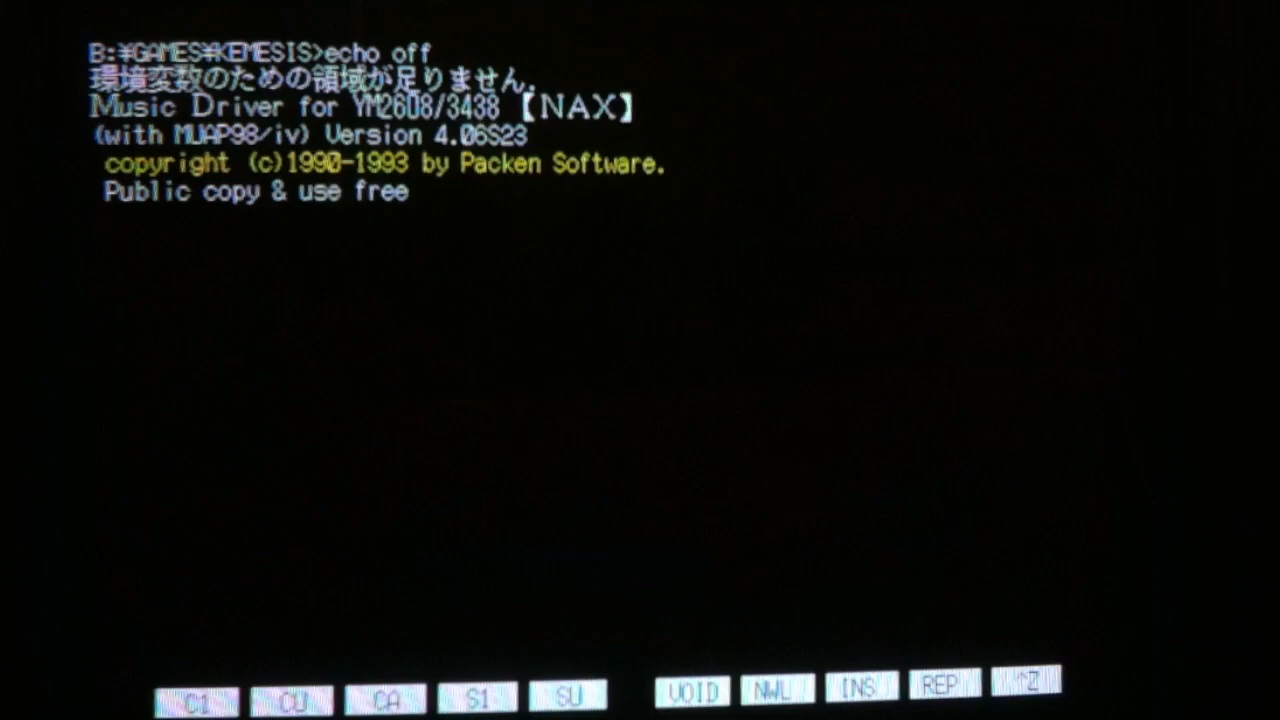 B:¥GAMES¥KEMESIS>echo off
環境変数のための領域が足りません。
Music Driver for YM2608/3438 【NAX】
(with MUAP98/iv) Version 4.06S23
copyright (c)1990-1993 by Packen Software.
Public copy & use free
C1 CU CA S1 SU VOID NWL INS REP ^Z